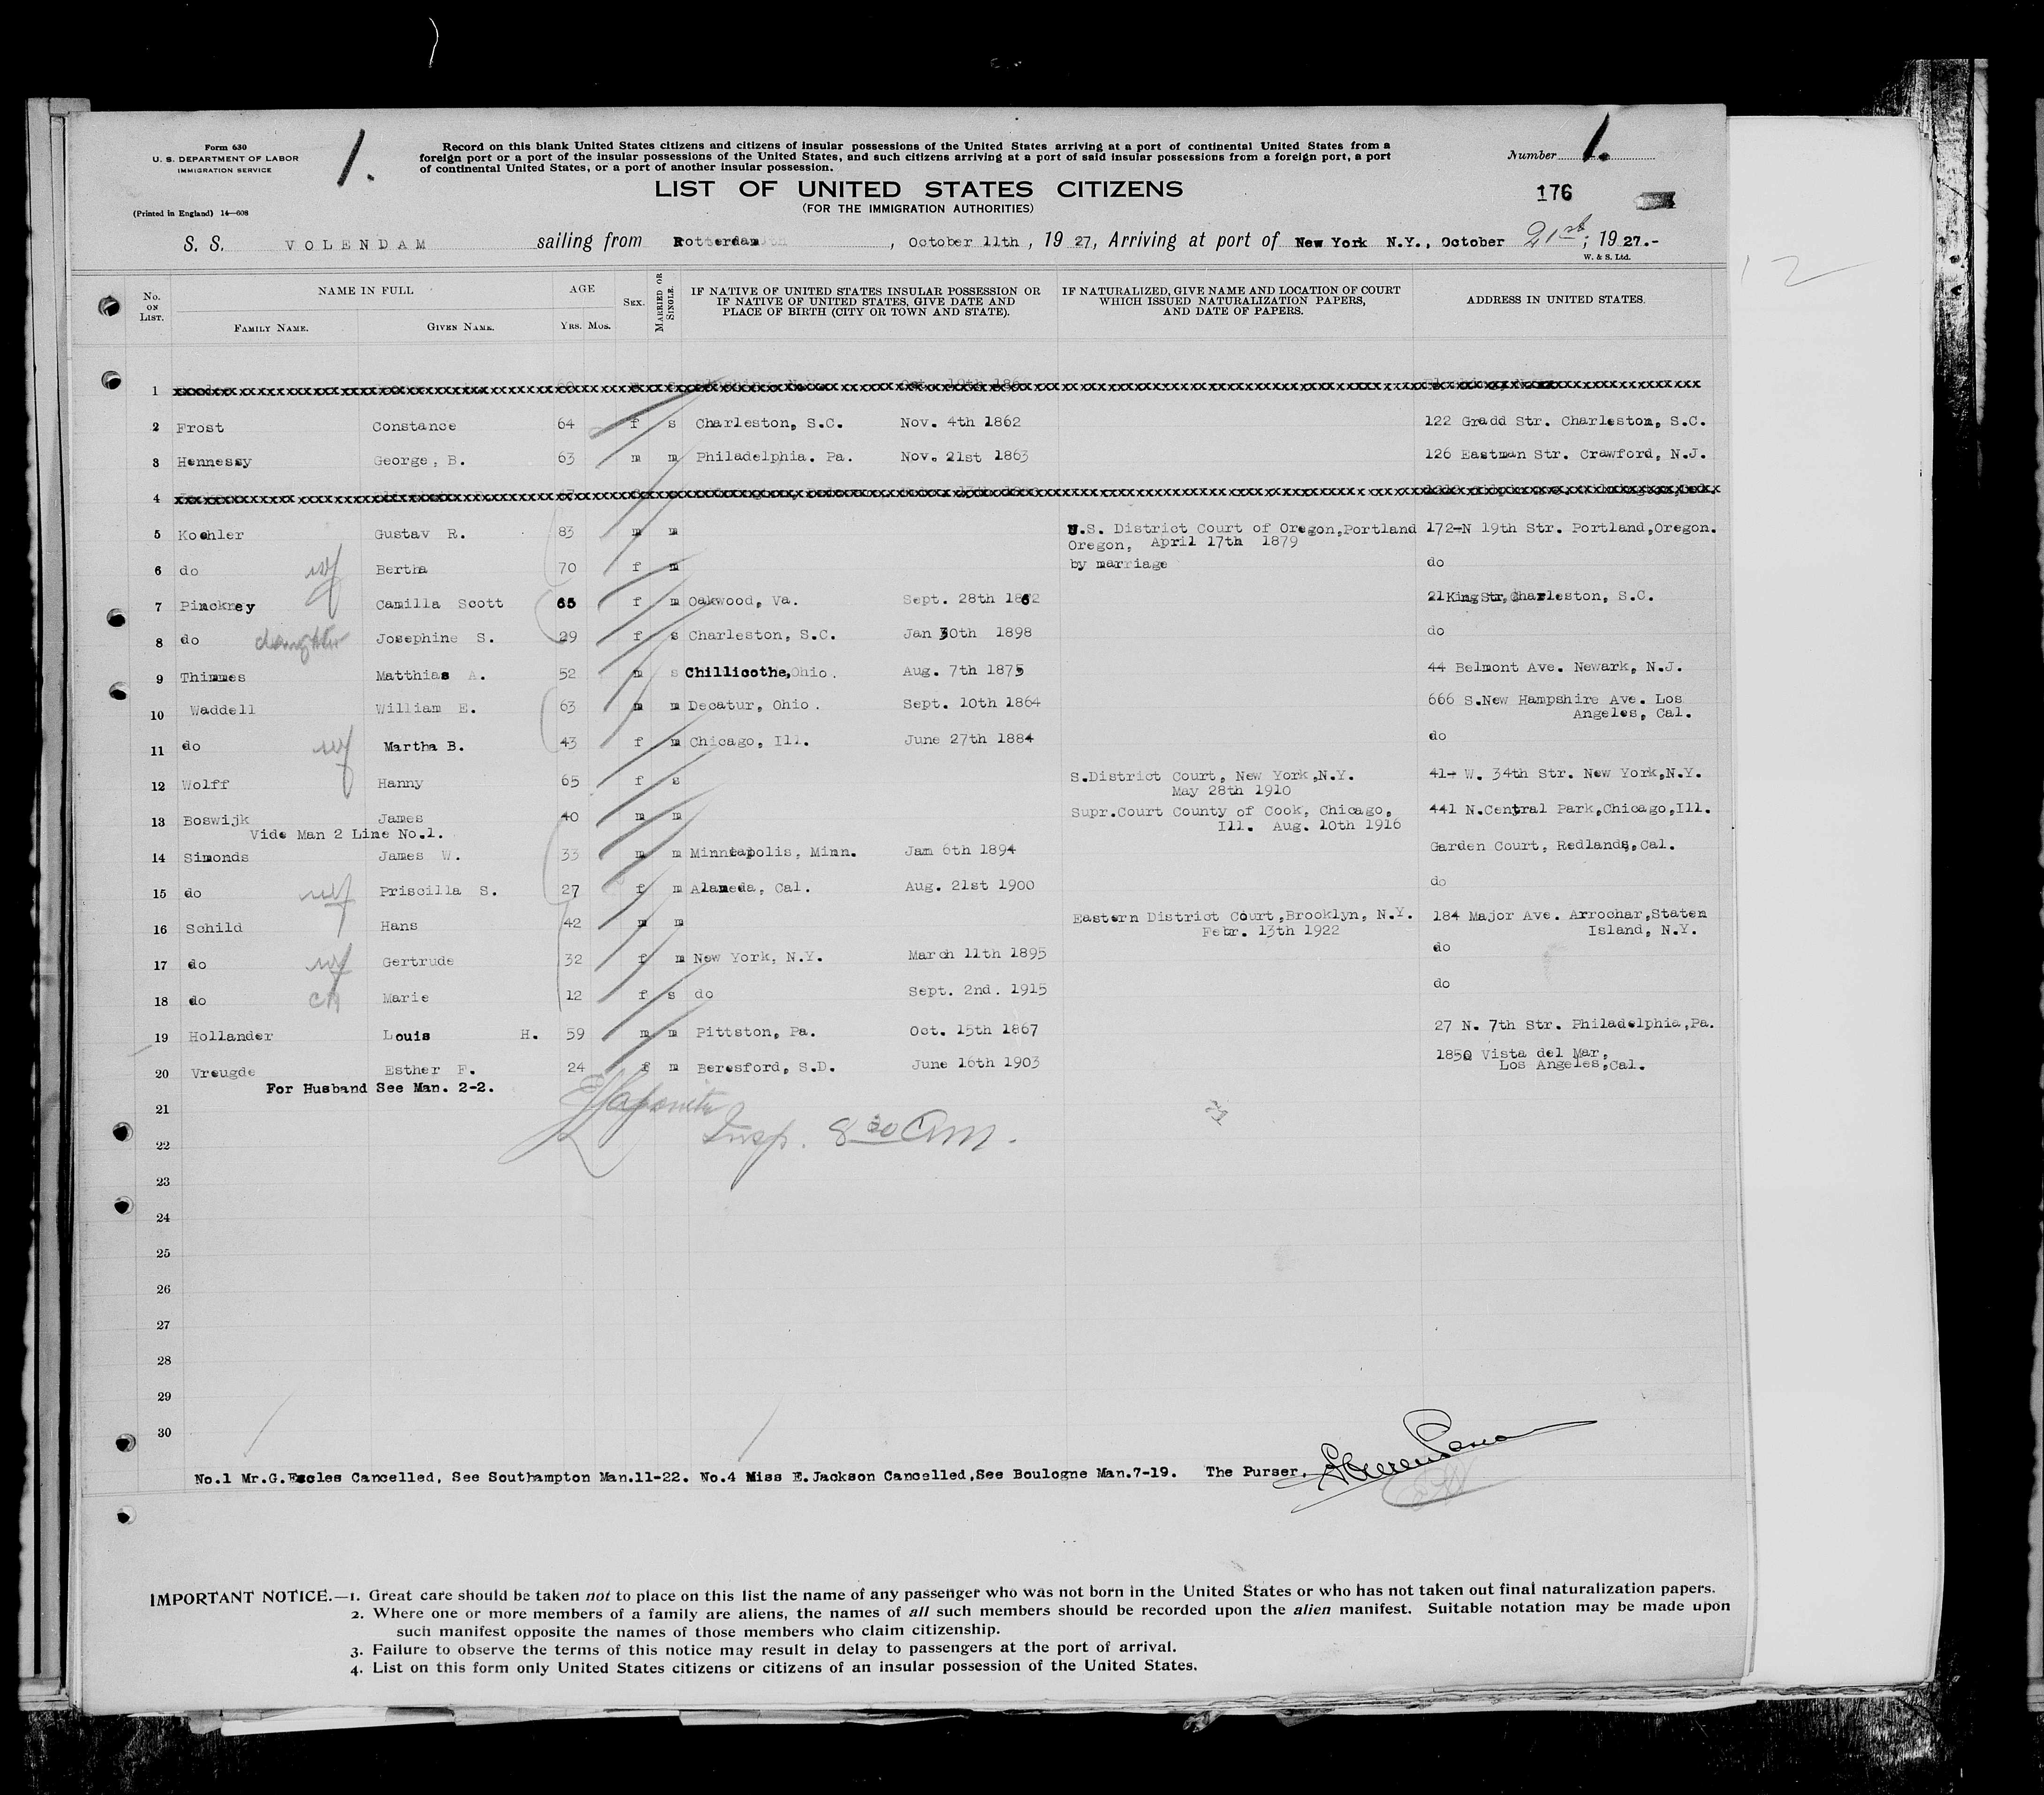 Form 630
U. S. DEPARTMENT OF LABOR
IMMIGRATION SERVICE
1.
Record on this blank United States citizens and citizens of insular possessions of the United States arriving at a port of continental United States from a
foreign port or a port of the insular possessions of the United States, and such citizens arriving at a port of said insular possessions from a foreign port, a port
of continental United States, or a port of another insular possession.
Number 1.
LIST OF UNITED STATES CITIZENS
(FOR THE IMMIGRATION AUTHORITIES)
176
(Printed in England) 14—608
S. S. VOLENDAM sailing from Rotterdam, October 11th, 19 27, Arriving at port of New York N.Y., October 21st, 19 27.-
W. & S. Ltd.
12
No. ON LIST. NAME IN FULL FAMILY NAME. GIVEN NAME. AGE YRS. MOS. SEX. MARRIED OR SINGLE. IF NATIVE OF UNITED STATES INSULAR POSSESSION OR IF NATIVE OF UNITED STATES, GIVE DATE AND PLACE OF BIRTH (CITY OR TOWN AND STATE). IF NATURALIZED, GIVE NAME AND LOCATION OF COURT WHICH ISSUED NATURALIZATION PAPERS, AND DATE OF PAPERS. ADDRESS IN UNITED STATES.
1
2 Frost Constance 64 f s Charleston, S.C. Nov. 4th 1862 122 Gradd Str. Charleston, S.C.
3 Hennessy George, B. 63 m m Philadelphia. Pa. Nov. 21st 1863 126 Eastman Str. Crawford, N.J.
4
5 Koehler Gustav R. 83 m m U.S. District Court of Oregon,Portland 172-N 19th Str. Portland,Oregon.
Oregon, April 17th 1879
6 do wf Bertha 70 f m by marriage do
7 Pinckney Camilla Scott 65 f m Oakwood, Va. Sept. 28th 1862 21King Str, Charleston, S.C.
8 do daughter Josephine S. 29 f s Charleston, S.C. Jan 30th 1898 do
9 Thimmes Matthias A. 52 m s Chillicothe,Ohio. Aug. 7th 1875 44 Belmont Ave. Newark, N.J.
10 Waddell William E. 63 m m Decatur, Ohio. Sept. 10th 1864 666 S.New Hampshire Ave. Los
Angeles, Cal.
11 do wf Martha B. 43 f m Chicago, Ill. June 27th 1884 do
12 Wolff Hanny 65 f s S.District Court, New York,N.Y. 41- W. 34th Str. New York,N.Y.
May 28th 1910
13 Boswijk James 40 m m Supr.Court County of Cook, Chicago, 441 N.Central Park,Chicago,Ill.
Vide Man 2 Line No.1. Ill. Aug. 10th 1916
14 Simonds James W. 33 m m Minneapolis, Minn. Jam 6th 1894 Garden Court, Redlands,Cal.
15 do wf Priscilla S. 27 f m Alameda, Cal. Aug. 21st 1900 do
16 Schild Hans 42 m m Eastern District Court,Brooklyn, N.Y. 184 Major Ave. Arrochar,Staten
Febr. 13th 1922 Island, N.Y.
17 do wf Gertrude 32 f m New York, N.Y. March 11th 1895 do
18 do ch Marie 12 f s do Sept. 2nd. 1915 do
19 Hollander Louis H. 59 m m Pittston, Pa. Oct. 15th 1867 27 N. 7th Str. Philadelphia,Pa.
20 Vreugde Esther F. 24 f m Beresford, S.D. June 16th 1903 1850 Vista del Mar,
Los Angeles,Cal.
For Husband See Man. 2-2.
21
Insp. 8 30 am.
22
23
24
25
26
27
28
29
30
No.1 Mr.G.Eccles Cancelled, See Southampton Man.11-22. No.4 Miss E.Jackson Cancelled,See Boulogne Man.7-19. The Purser,
IMPORTANT NOTICE.—1. Great care should be taken not to place on this list the name of any passenger who was not born in the United States or who has not taken out final naturalization papers.
2. Where one or more members of a family are aliens, the names of all such members should be recorded upon the alien manifest. Suitable notation may be made upon
such manifest opposite the names of those members who claim citizenship.
3. Failure to observe the terms of this notice may result in delay to passengers at the port of arrival.
4. List on this form only United States citizens or citizens of an insular possession of the United States.